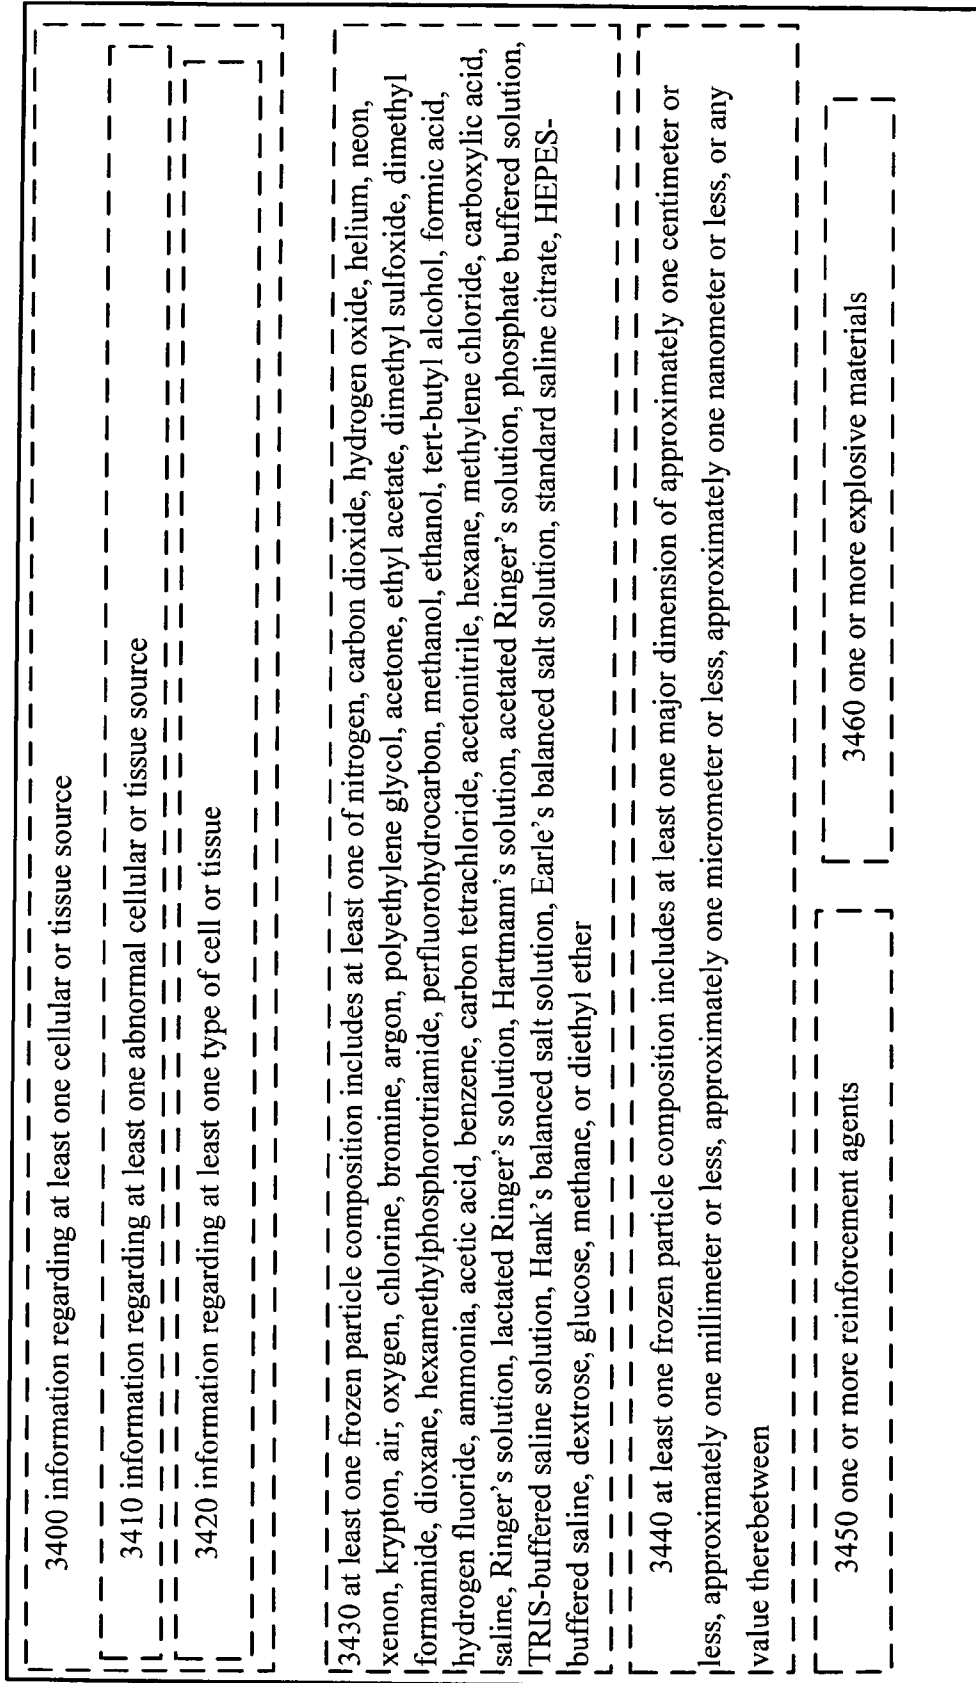 3400 information regarding at least one cellular or tissue source
3410 information regarding at least one abnormal cellular or tissue source
3420 information regarding at least one type of cell or tissue
3430 at least one frozen particle composition includes at least one of nitrogen, carbon dioxide, hydrogen oxide, helium, neon,
xenon, krypton, air, oxygen, chlorine, bromine, argon, polyethylene glycol, acetone, ethyl acetate, dimethyl sulfoxide, dimethyl
formamide, dioxane, hexamethylphosphorotriamide, perfluorohydrocarbon, methanol, ethanol, tert-butyl alcohol, formic acid,
hydrogen fluoride, ammonia, acetic acid, benzene, carbon tetrachloride, acetonitrile, hexane, methylene chloride, carboxylic acid,
saline, Ringer's solution, lactated Ringer's solution, Hartmann's solution, acetated Ringer's solution, phosphate buffered solution,
TRIS-buffered saline solution, Hank's balanced salt solution, Earle's balanced salt solution, standard saline citrate, HEPES-
buffered saline, dextrose, glucose, methane, or diethyl ether
3440 at least one frozen particle composition includes at least one major dimension of approximately one centimeter or
less, approximately one millimeter or less, approximately one micrometer or less, approximately one nanometer or less, or any
value therebetween
3450 one or more reinforcement agents
3460 one or more explosive materials